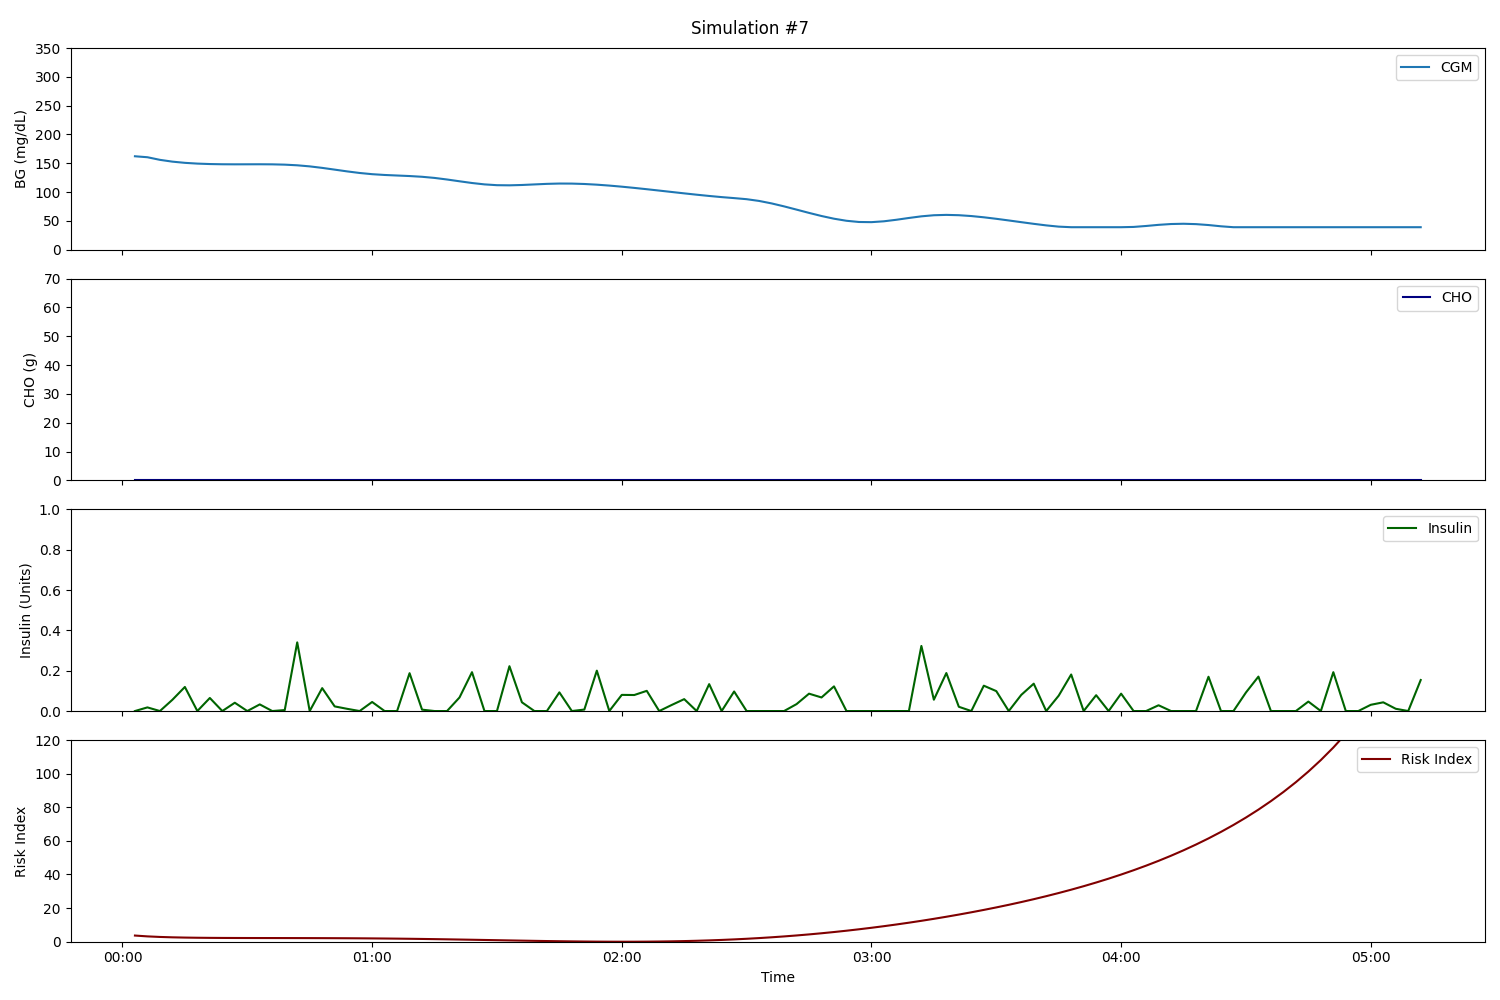 Simulation #7
350
300
250
200
150
100
50
0
BG (mg/dL)
CGM
70
60
50
40
30
20
10
0
CHO (g)
CHO
1.0
0.8
0.6
0.4
0.2
0.0
Insulin (Units)
Insulin
120
100
80
60
40
20
0
Risk Index
Risk Index
00:00 01:00 02:00 03:00 04:00 05:00
Time